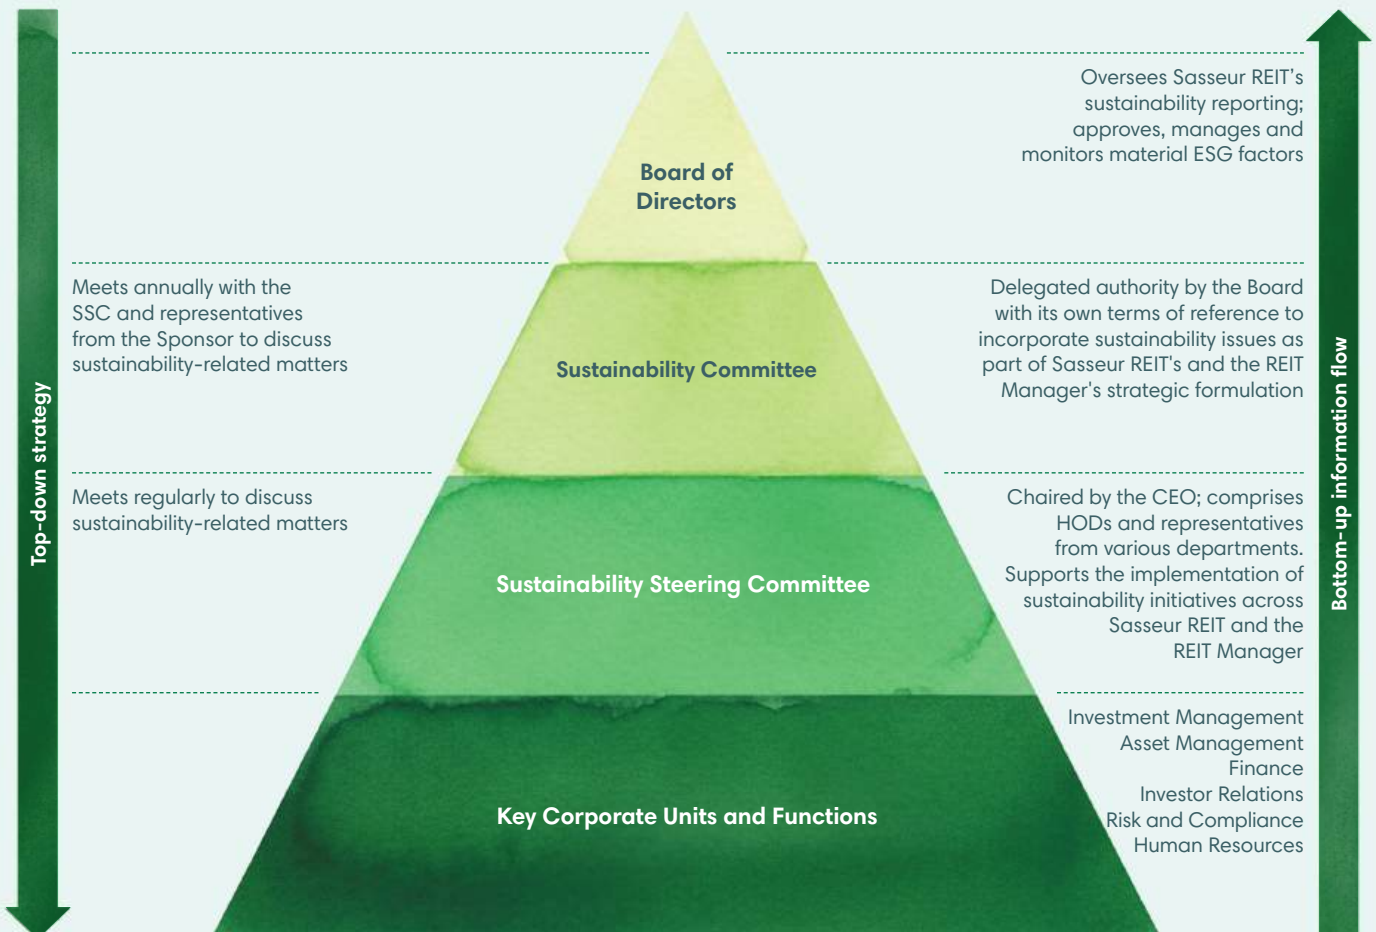 Top-down strategy
Board of
Directors
Oversees Sasseur REIT’s
sustainability reporting;
approves, manages and
monitors material ESG factors
Meets annually with the
SSC and representatives
from the Sponsor to discuss
sustainability-related matters
Sustainability Committee
Delegated authority by the Board
with its own terms of reference to
incorporate sustainability issues as
part of Sasseur REIT's and the REIT
Manager's strategic formulation
Meets regularly to discuss
sustainability-related matters
Sustainability Steering Committee
Chaired by the CEO; comprises
HODs and representatives
from various departments.
Supports the implementation of
sustainability initiatives across
Sasseur REIT and the
REIT Manager
Key Corporate Units and Functions
Investment Management
Asset Management
Finance
Investor Relations
Risk and Compliance
Human Resources
Bottom-up information flow